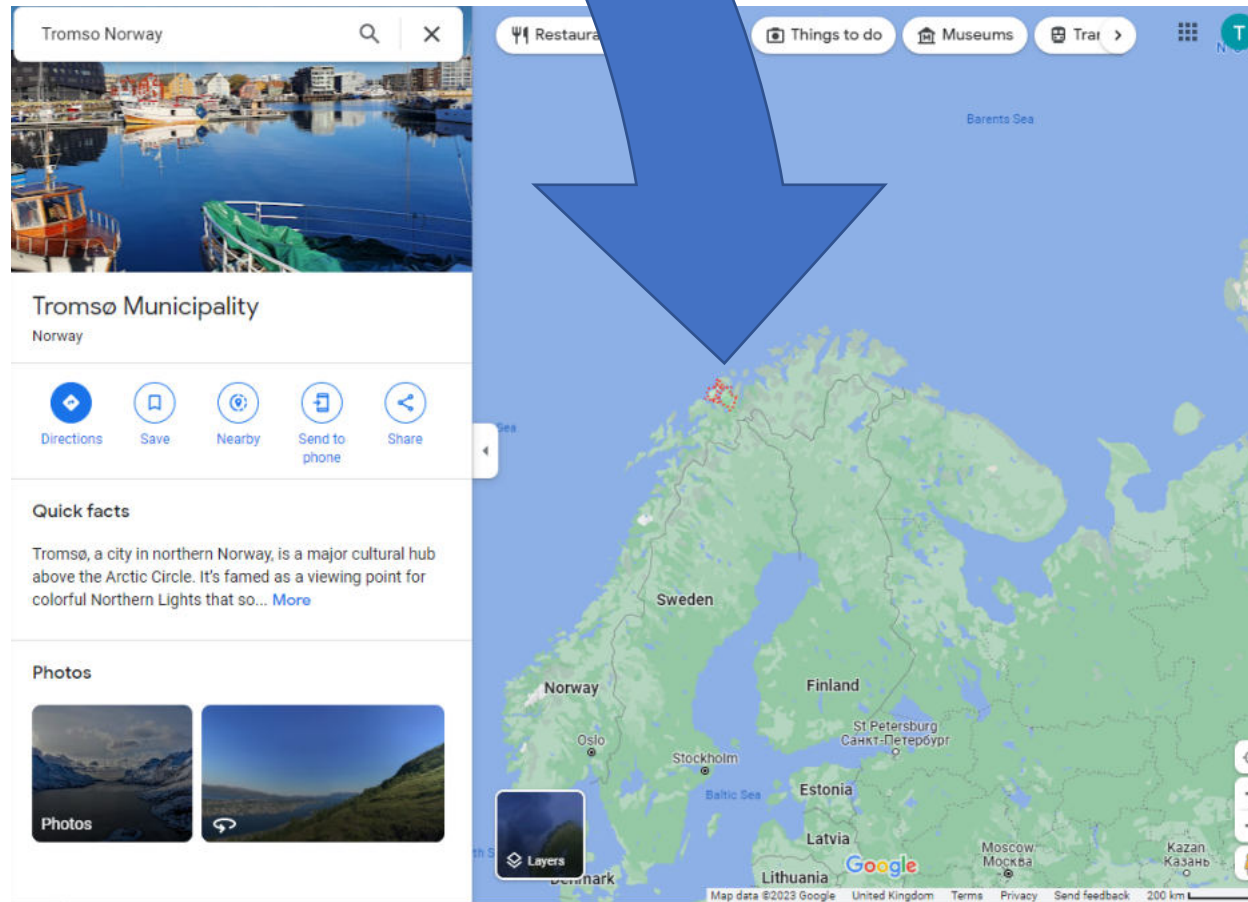 Tromso Norway
Tromsø Municipality
Norway
Directions
Save
Nearby
Send to
phone
Share
Quick facts
Tromsø, a city in northern Norway, is a major cultural hub
above the Arctic Circle. It's famed as a viewing point for
colorful Northern Lights that so... More
Photos
Photos
Restaura
Things to do
Museums
Tran
T
Barents Sea
Sea
Sweden
Norway
Finland
St Petersburg
Санкт-Петербург
Oslo
Stockholm
Baltic Sea
Estonia
Latvia
Moscow
Москва
Kazan
Казань
Layers
Google
Lithuania
Map data ©2023 Google United Kingdom Terms Privacy Send feedback 200 km